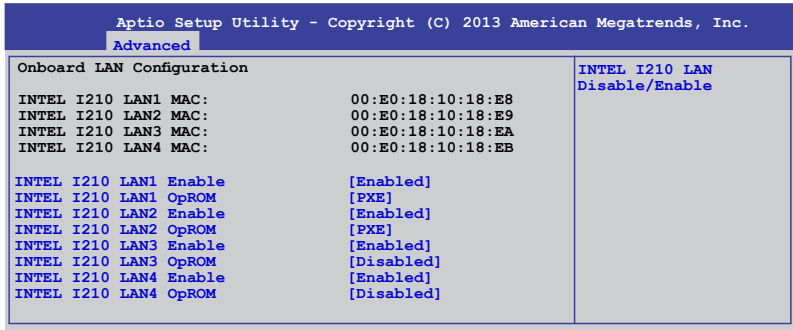 Aptio Setup Utility - Copyright (C) 2013 American Megatrends, Inc.
Advanced
Onboard LAN Configuration
INTEL I210 LAN1 MAC: 00:E0:18:10:18:E8
INTEL I210 LAN2 MAC: 00:E0:18:10:18:E9
INTEL I210 LAN3 MAC: 00:E0:18:10:18:EA
INTEL I210 LAN4 MAC: 00:E0:18:10:18:EB
INTEL I210 LAN1 Enable [Enabled]
INTEL I210 LAN1 OpROM [PXE]
INTEL I210 LAN2 Enable [Enabled]
INTEL I210 LAN2 OpROM [PXE]
INTEL I210 LAN3 Enable [Enabled]
INTEL I210 LAN3 OpROM [Disabled]
INTEL I210 LAN4 Enable [Enabled]
INTEL I210 LAN4 OpROM [Disabled]
INTEL I210 LAN
Disable/Enable